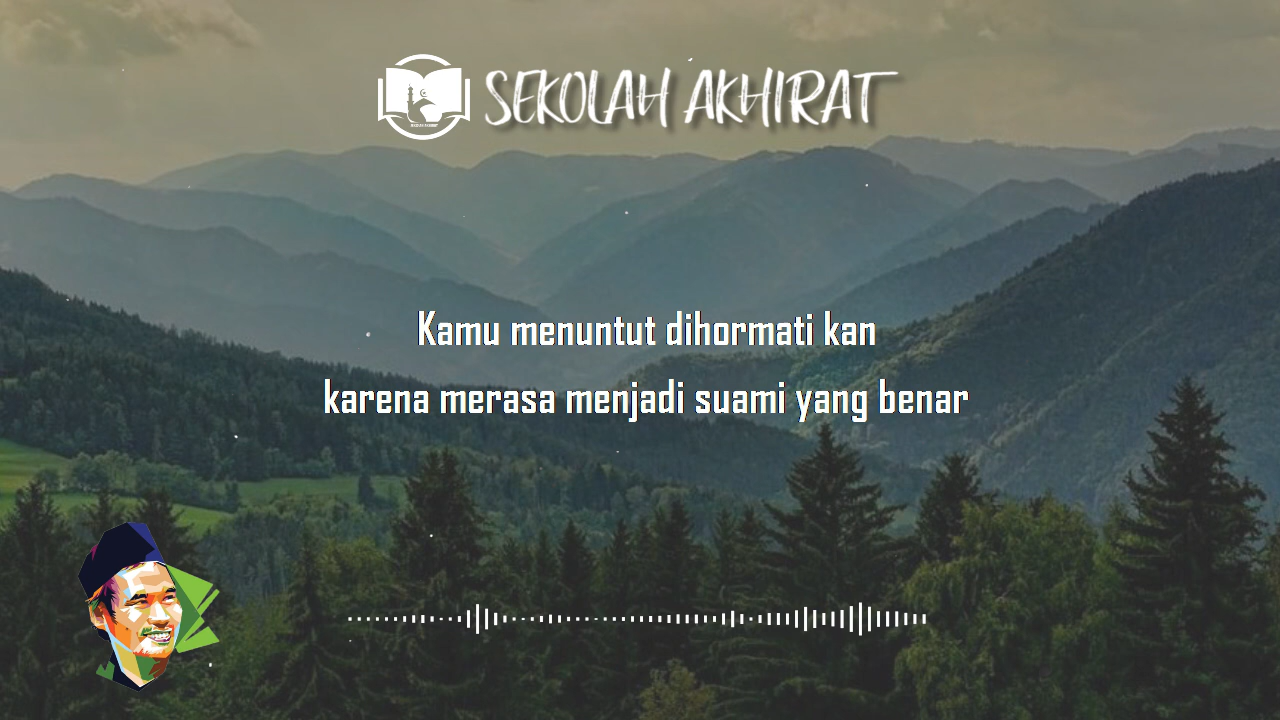 SEKOLAH AKHIRAT
Kamu menuntut dihormati kan
karena merasa menjadi suami yang benar